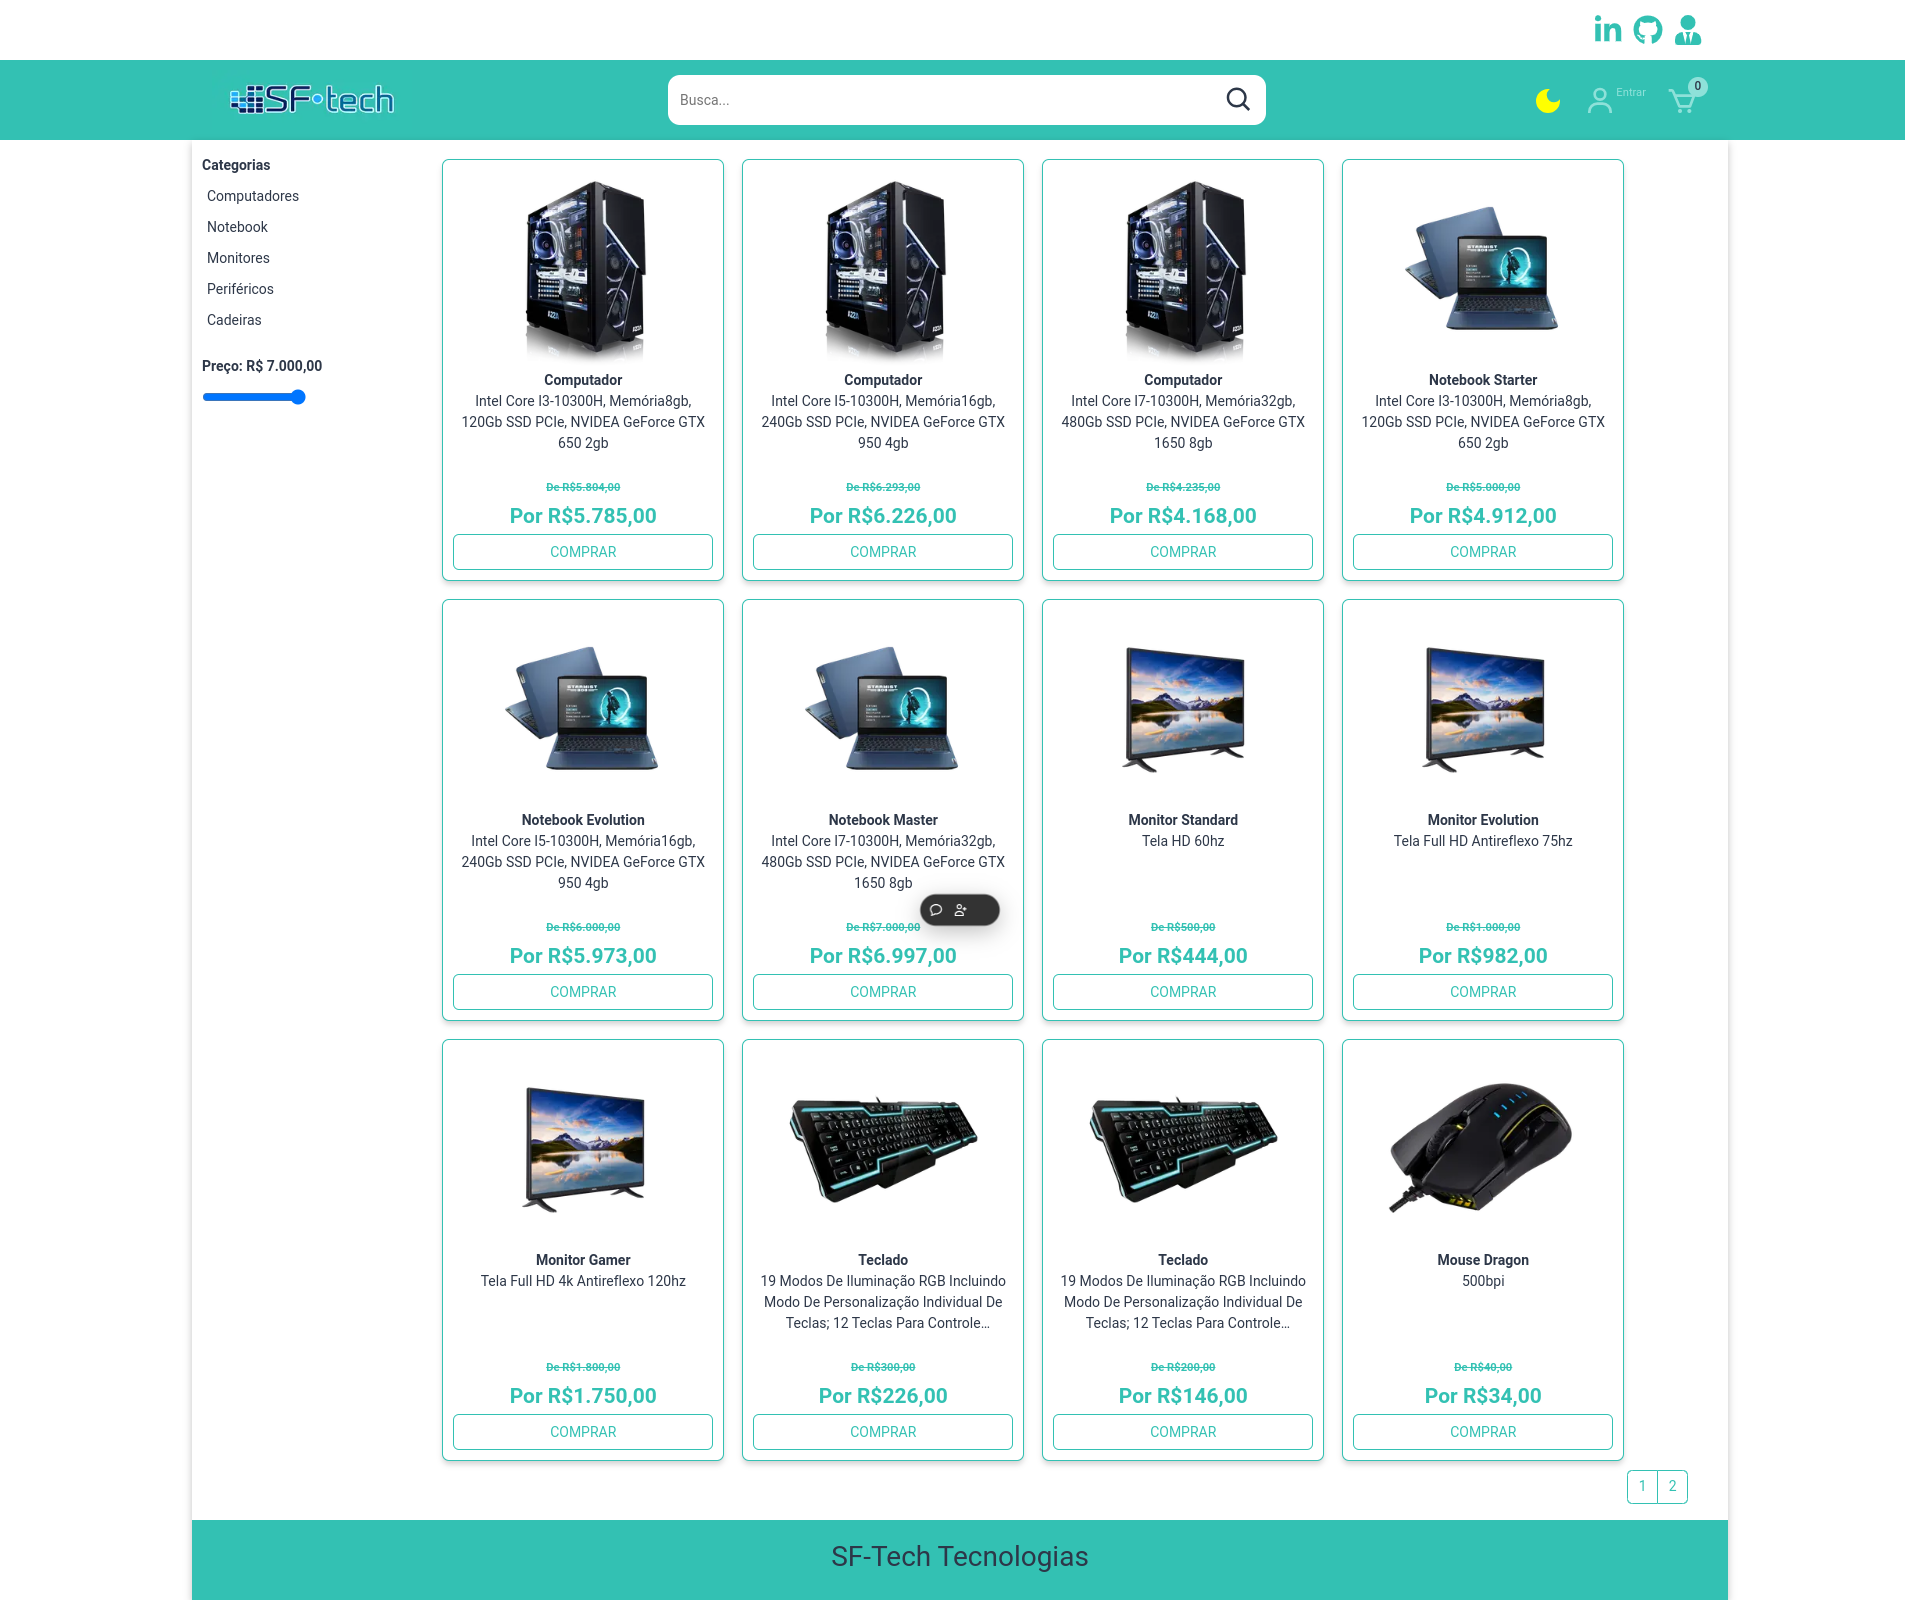 SF·tech
Busca...
Entrar
0
Categorias
Computadores
Notebook
Monitores
Periféricos
Cadeiras
Preço: R$ 7.000,00
Computador
Intel Core I3-10300H, Memória8gb,
120Gb SSD PCIe, NVIDEA GeForce GTX
650 2gb
De R$5.804,00
Por R$5.785,00
COMPRAR
Computador
Intel Core I5-10300H, Memória16gb,
240Gb SSD PCIe, NVIDEA GeForce GTX
950 4gb
De R$6.293,00
Por R$6.226,00
COMPRAR
Computador
Intel Core I7-10300H, Memória32gb,
480Gb SSD PCIe, NVIDEA GeForce GTX
1650 8gb
De R$4.235,00
Por R$4.168,00
COMPRAR
Notebook Starter
Intel Core I3-10300H, Memória8gb,
120Gb SSD PCIe, NVIDEA GeForce GTX
650 2gb
De R$5.000,00
Por R$4.912,00
COMPRAR
Notebook Evolution
Intel Core I5-10300H, Memória16gb,
240Gb SSD PCIe, NVIDEA GeForce GTX
950 4gb
De R$6.000,00
Por R$5.973,00
COMPRAR
Notebook Master
Intel Core I7-10300H, Memória32gb,
480Gb SSD PCIe, NVIDEA GeForce GTX
1650 8gb
De R$7.000,00
Por R$6.997,00
COMPRAR
Monitor Standard
Tela HD 60hz
De R$500,00
Por R$444,00
COMPRAR
Monitor Evolution
Tela Full HD Antireflexo 75hz
De R$1.000,00
Por R$982,00
COMPRAR
Monitor Gamer
Tela Full HD 4k Antireflexo 120hz
De R$1.800,00
Por R$1.750,00
COMPRAR
Teclado
19 Modos De Iluminação RGB Incluindo
Modo De Personalização Individual De
Teclas; 12 Teclas Para Controle…
De R$300,00
Por R$226,00
COMPRAR
Teclado
19 Modos De Iluminação RGB Incluindo
Modo De Personalização Individual De
Teclas; 12 Teclas Para Controle…
De R$200,00
Por R$146,00
COMPRAR
Mouse Dragon
500bpi
De R$40,00
Por R$34,00
COMPRAR
1
2
SF-Tech Tecnologias